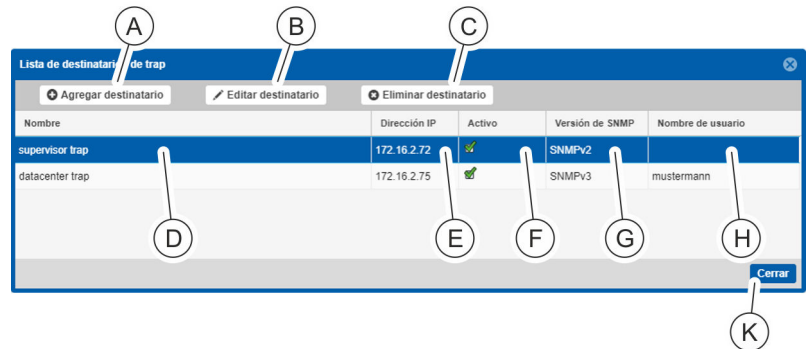 A B C
Lista de destinatarios de trap
Agregar destinatario Editar destinatario Eliminar destinatario
Nombre Dirección IP Activo Versión de SNMP Nombre de usuario
supervisor trap 172.16.2.72 SNMPv2
datacenter trap 172.16.2.75 SNMPv3 mustermann
D E F G H
Cerrar
K